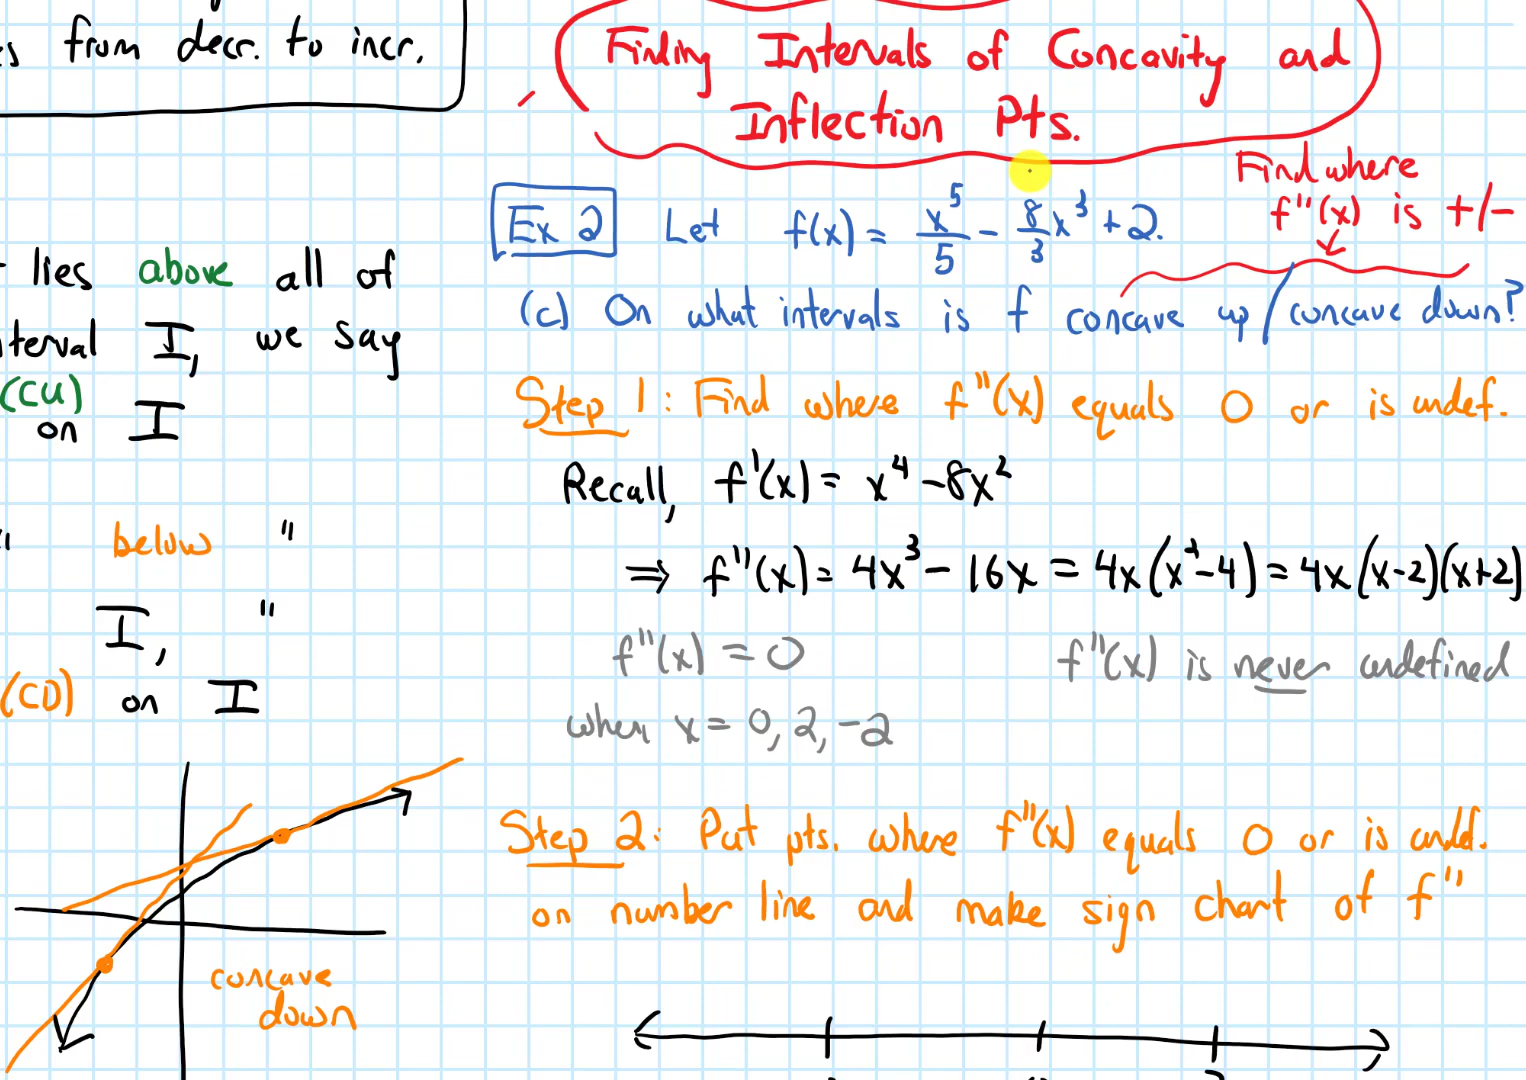 from decr. to incr.
lies above all of
I, we say
(CU)
on I
below "
I, "
(CD) on I
concave
down
Finding Intervals of Concavity and
Inflection Pts.
Find where
f''(x) is +/-
Ex 2 Let f(x) = x^5/5 - 8/3 x^3 + 2.
(c) On what intervals is f concave up/concave down?
Step 1: Find where f''(x) equals 0 or is undef.
Recall, f'(x) = x^4 - 8x^2
⇒ f''(x) = 4x^3 - 16x = 4x(x^2-4) = 4x(x-2)(x+2)
f''(x) = 0 f''(x) is never undefined
when x = 0, 2, -2
Step 2: Put pts. where f''(x) equals 0 or is undef.
on number line and make sign chart of f''